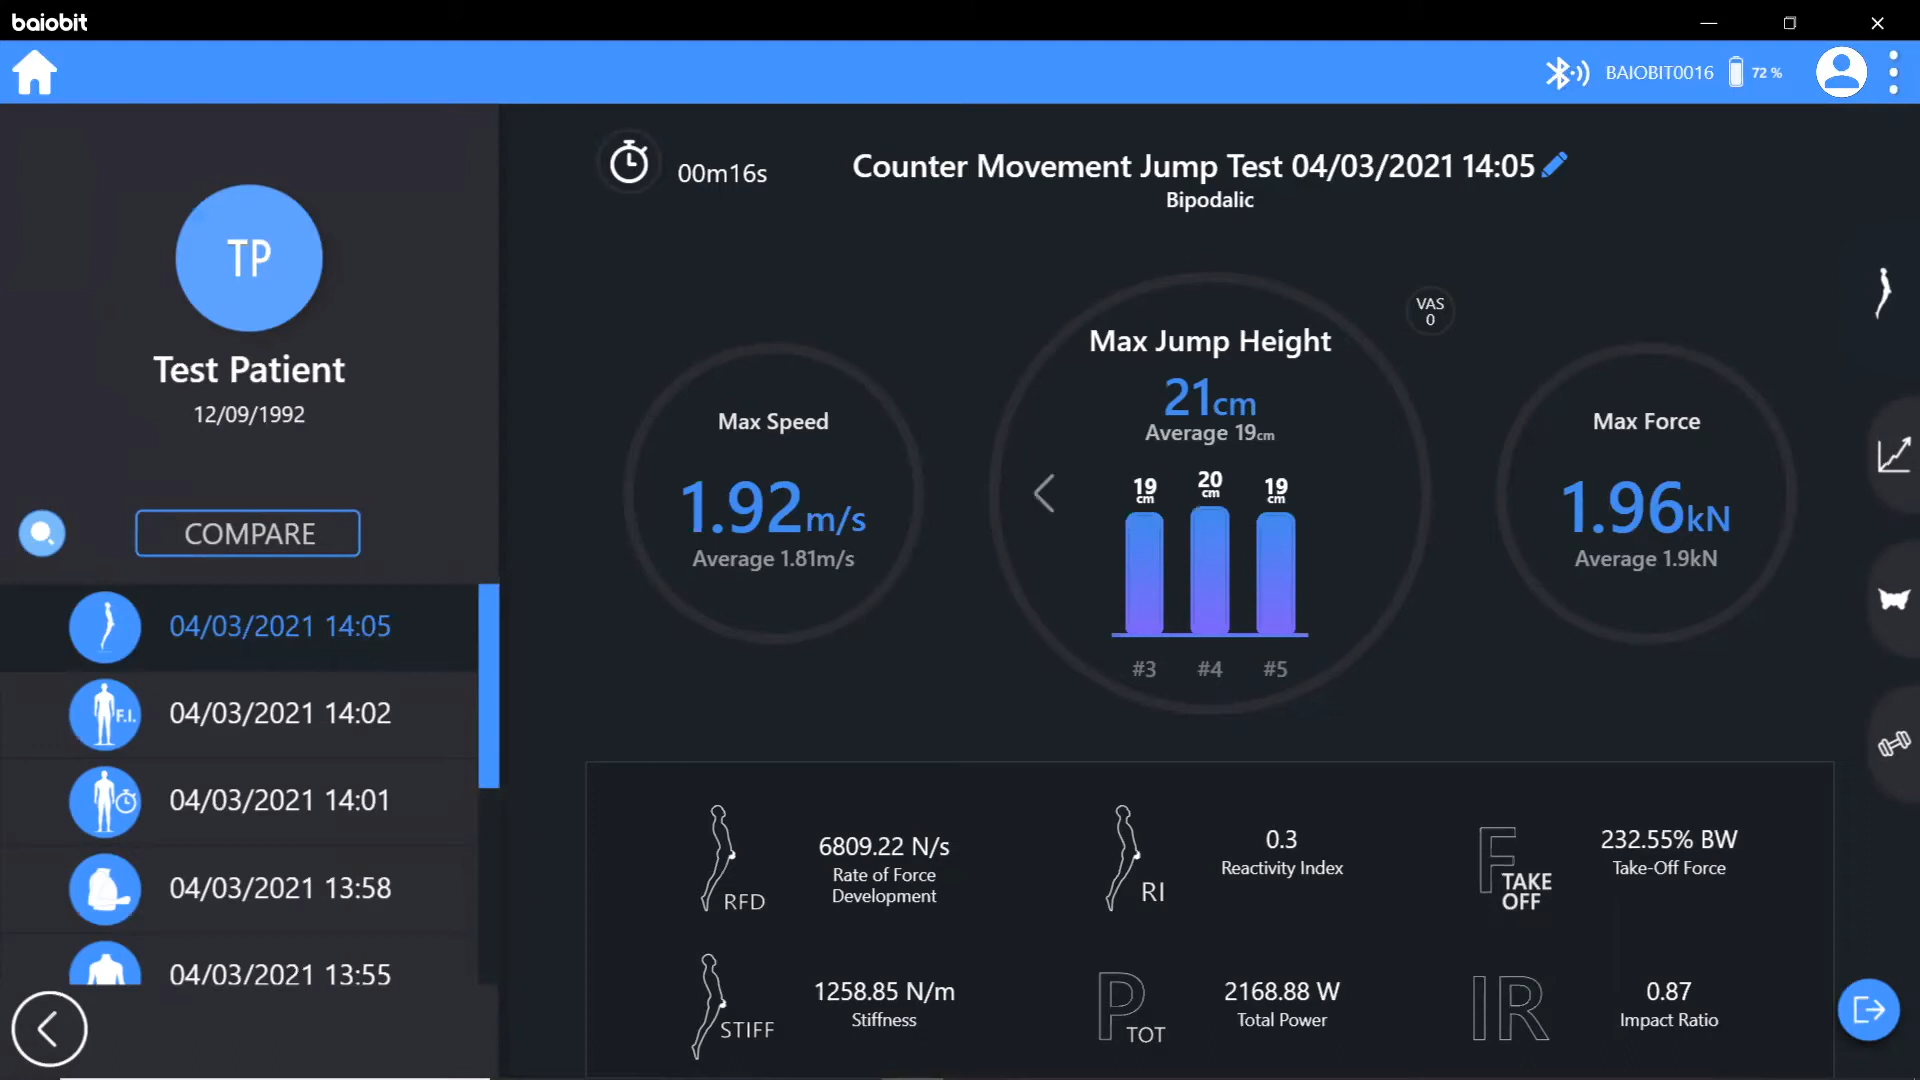 baiobit
BAIOBIT0016 72 %
00m16s
Counter Movement Jump Test 04/03/2021 14:05
Bipodalic
TP
Test Patient
12/09/1992
COMPARE
04/03/2021 14:05
04/03/2021 14:02
F.I.
04/03/2021 14:01
04/03/2021 13:58
04/03/2021 13:55
Max Speed
1.92m/s
Average 1.81m/s
Max Jump Height
21cm
Average 19cm
19 cm
20 cm
19 cm
#3 #4 #5
VAS
0
Max Force
1.96kN
Average 1.9kN
RFD
6809.22 N/s
Rate of Force
Development
RI
0.3
Reactivity Index
F TAKE
OFF
232.55% BW
Take-Off Force
STIFF
1258.85 N/m
Stiffness
P TOT
2168.88 W
Total Power
IR
0.87
Impact Ratio